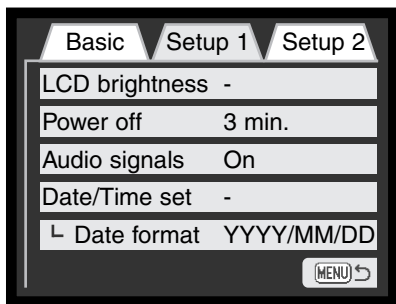 Basic Setup 1 Setup 2
LCD brightness -
Power off 3 min.
Audio signals On
Date/Time set -
└ Date format YYYY/MM/DD
MENU